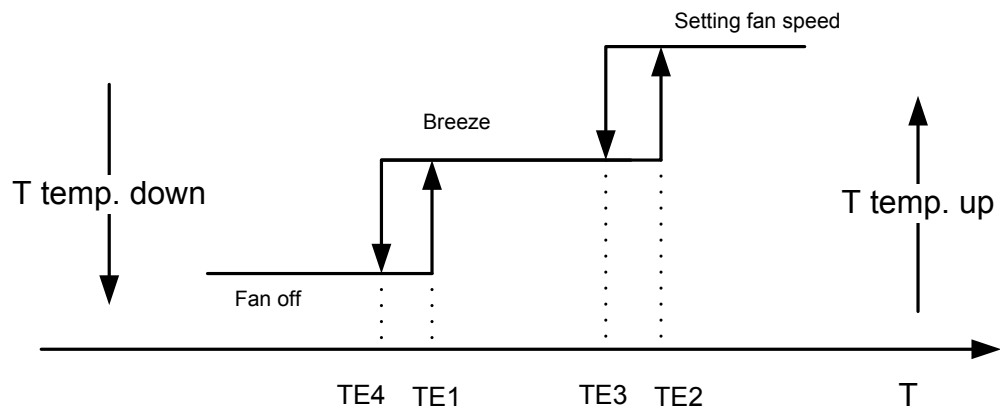 Setting fan speed
Breeze
T temp. down
T temp. up
Fan off
TE4 TE1 TE3 TE2 T